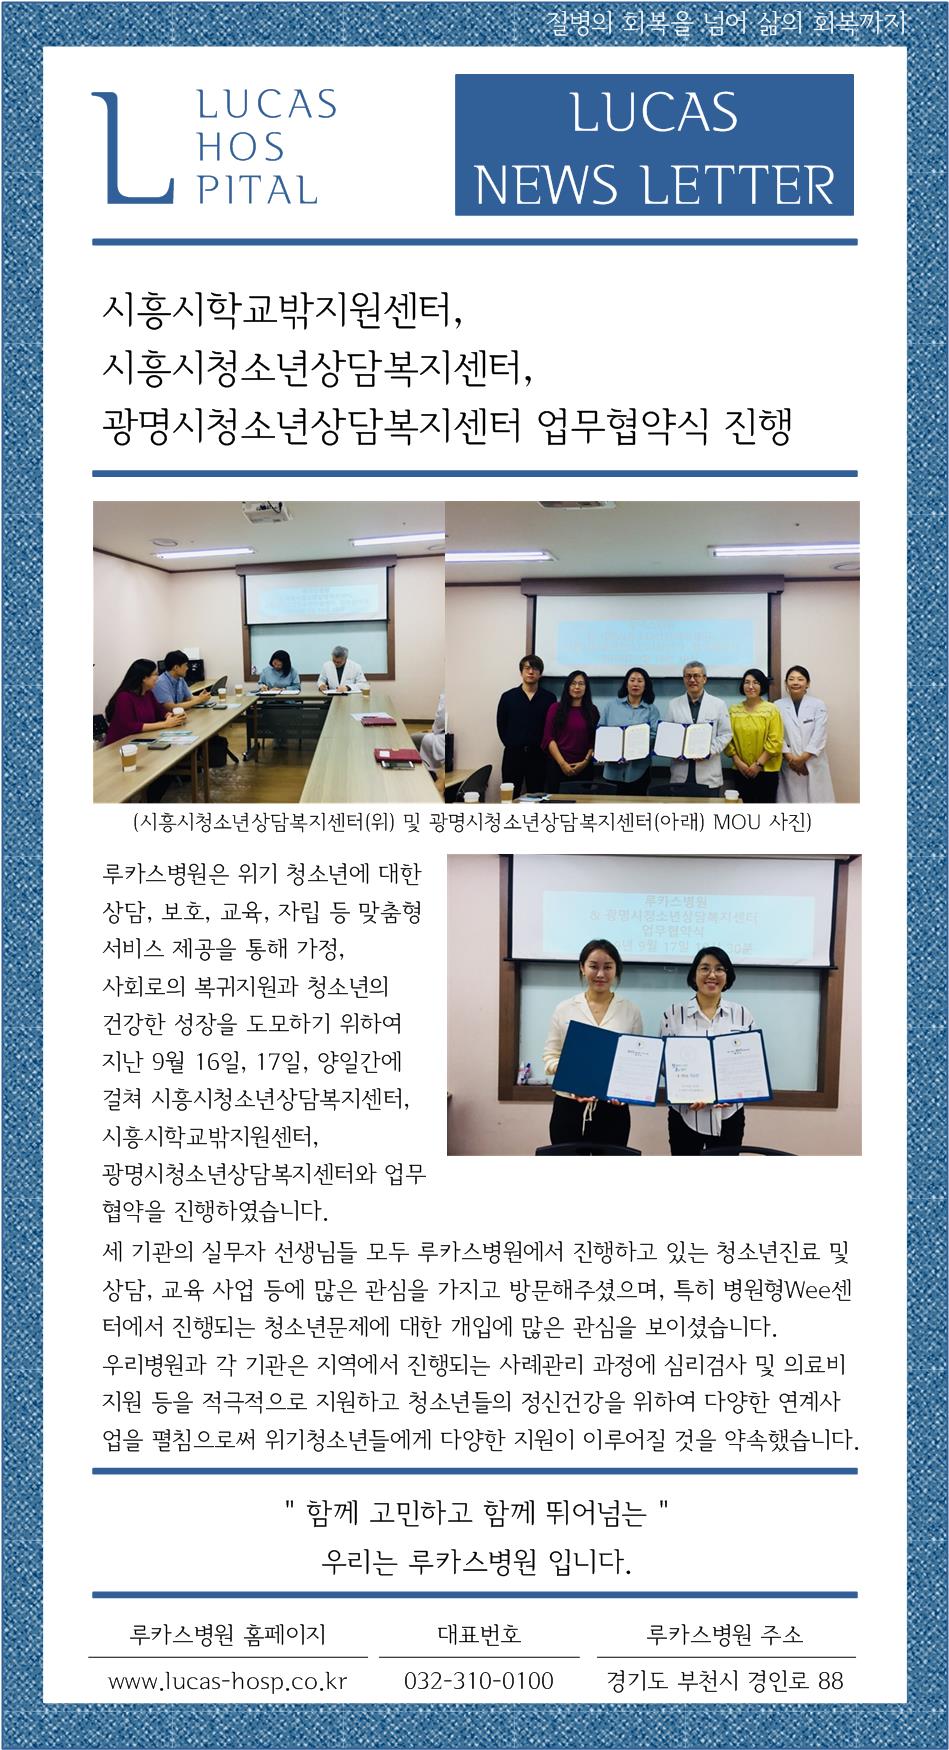 질병의 회복을 넘어 삶의 회복까지
LUCAS
HOS
PITAL
LUCAS
NEWS LETTER
시흥시학교밖지원센터,
시흥시청소년상담복지센터,
광명시청소년상담복지센터 업무협약식 진행
(시흥시청소년상담복지센터(위) 및 광명시청소년상담복지센터(아래) MOU 사진)
루카스병원은 위기 청소년에 대한
상담, 보호, 교육, 자립 등 맞춤형
서비스 제공을 통해 가정,
사회로의 복귀지원과 청소년의
건강한 성장을 도모하기 위하여
지난 9월 16일, 17일, 양일간에
걸쳐 시흥시청소년상담복지센터,
시흥시학교밖지원센터,
광명시청소년상담복지센터와 업무
협약을 진행하였습니다.
루카스병원
& 광명시청소년상담복지센터
업무협약식
9월 17일
세 기관의 실무자 선생님들 모두 루카스병원에서 진행하고 있는 청소년진료 및
상담, 교육 사업 등에 많은 관심을 가지고 방문해주셨으며, 특히 병원형Wee센
터에서 진행되는 청소년문제에 대한 개입에 많은 관심을 보이셨습니다.
우리병원과 각 기관은 지역에서 진행되는 사례관리 과정에 심리검사 및 의료비
지원 등을 적극적으로 지원하고 청소년들의 정신건강을 위하여 다양한 연계사
업을 펼침으로써 위기청소년들에게 다양한 지원이 이루어질 것을 약속했습니다.
" 함께 고민하고 함께 뛰어넘는 "
우리는 루카스병원 입니다.
루카스병원 홈페이지
www.lucas-hosp.co.kr
대표번호
032-310-0100
루카스병원 주소
경기도 부천시 경인로 88